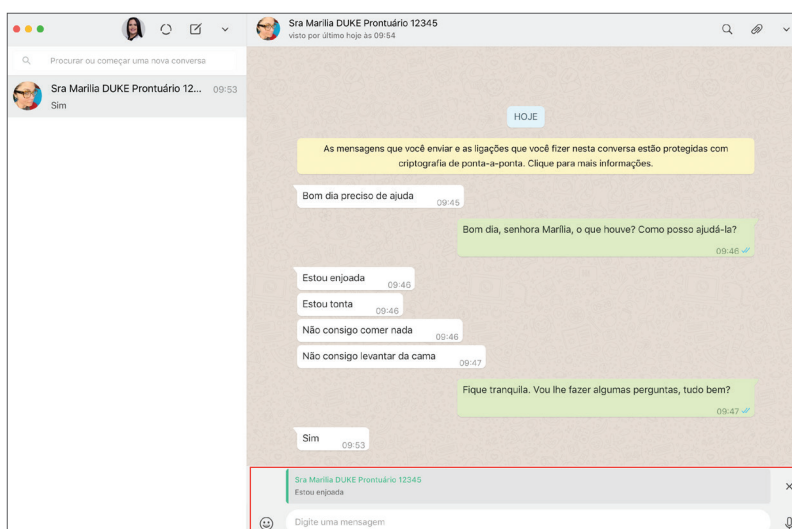 Sra Marilia DUKE Prontuário 12345
visto por último hoje às 09:54
Procurar ou começar uma nova conversa
Sra Marilia DUKE Prontuário 12... 09:53
Sim
HOJE
As mensagens que você enviar e as ligações que você fizer nesta conversa estão protegidas com
criptografia de ponta-a-ponta. Clique para mais informações.
Bom dia preciso de ajuda 09:45
Bom dia, senhora Marília, o que houve? Como posso ajudá-la?
09:46
Estou enjoada 09:46
Estou tonta 09:46
Não consigo comer nada 09:46
Não consigo levantar da cama 09:47
Fique tranquila. Vou lhe fazer algumas perguntas, tudo bem?
09:47
Sim 09:53
Sra Marilia DUKE Prontuário 12345
Estou enjoada
Digite uma mensagem